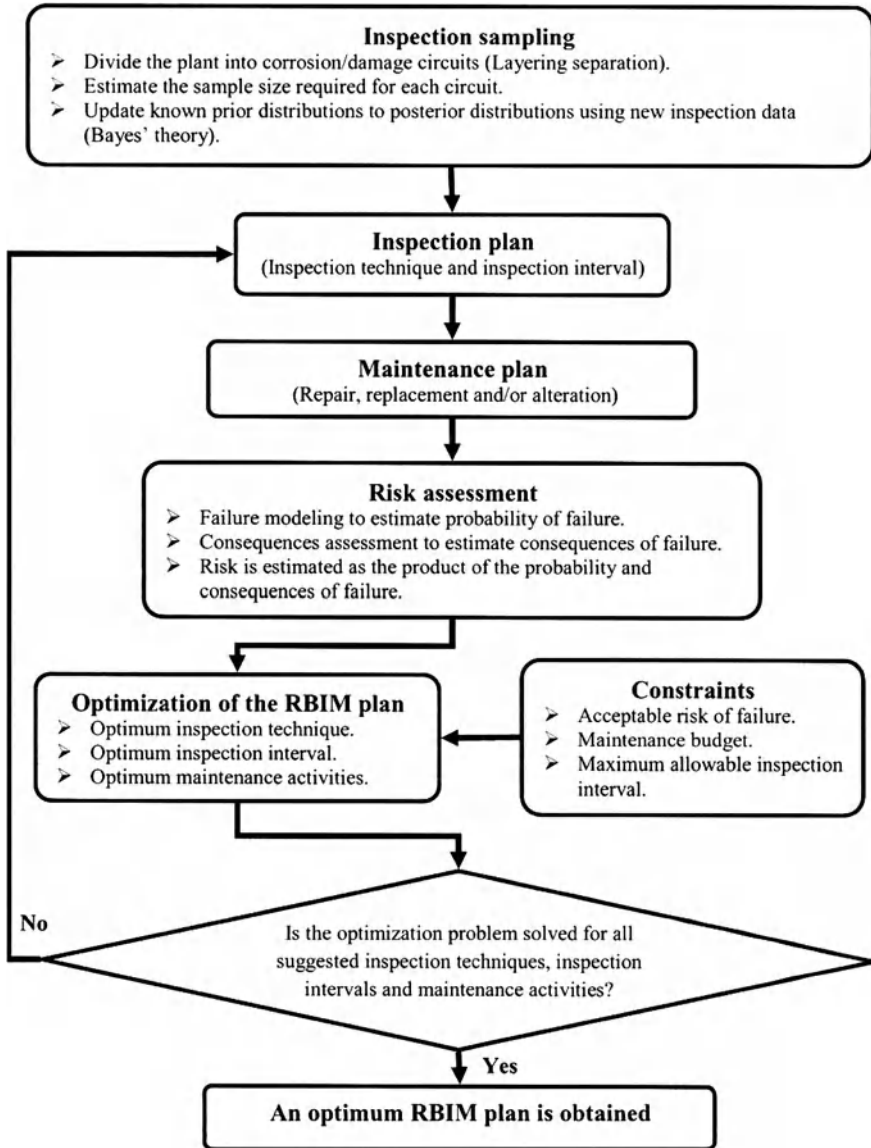 Inspection sampling
➢ Divide the plant into corrosion/damage circuits (Layering separation).
➢ Estimate the sample size required for each circuit.
➢ Update known prior distributions to posterior distributions using new inspection data
(Bayes’ theory).
Inspection plan
(Inspection technique and inspection interval)
Maintenance plan
(Repair, replacement and/or alteration)
Risk assessment
➢ Failure modeling to estimate probability of failure.
➢ Consequences assessment to estimate consequences of failure.
➢ Risk is estimated as the product of the probability and
consequences of failure.
Optimization of the RBIM plan
➢ Optimum inspection technique.
➢ Optimum inspection interval.
➢ Optimum maintenance activities.
Constraints
➢ Acceptable risk of failure.
➢ Maintenance budget.
➢ Maximum allowable inspection
interval.
No
Is the optimization problem solved for all
suggested inspection techniques, inspection
intervals and maintenance activities?
Yes
An optimum RBIM plan is obtained